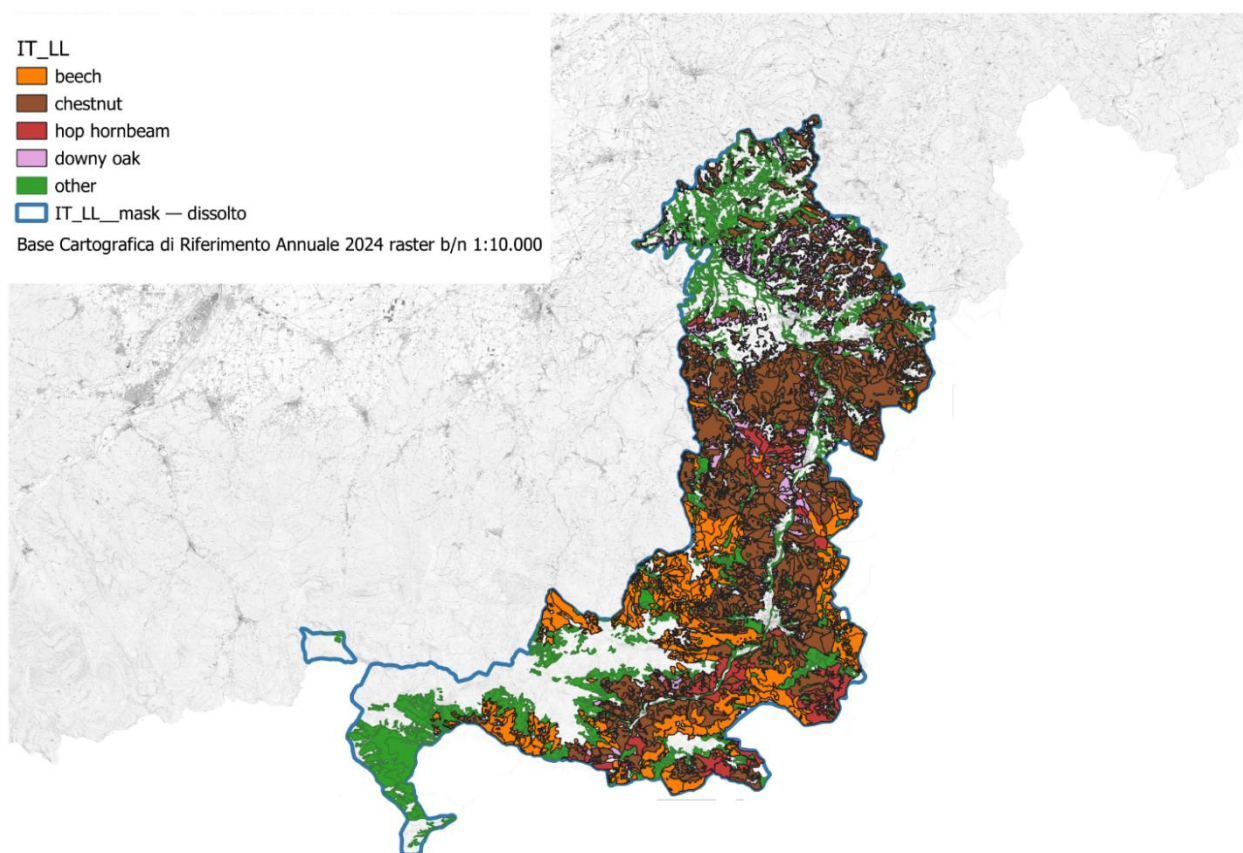 IT_LL
beech
chestnut
hop hornbeam
downy oak
other
IT_LL__mask — dissolto
Base Cartografica di Riferimento Annuale 2024 raster b/n 1:10.000